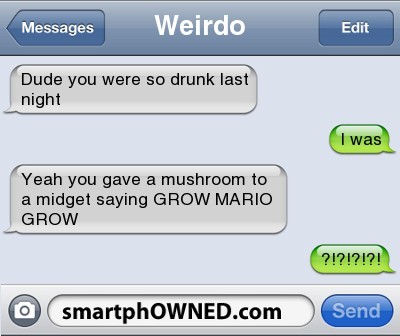 Messages
Weirdo
Edit
Dude you were so drunk last
night
I was
Yeah you gave a mushroom to
a midget saying GROW MARIO
GROW
?!?!?!?!
smartphOWNED.com
Send